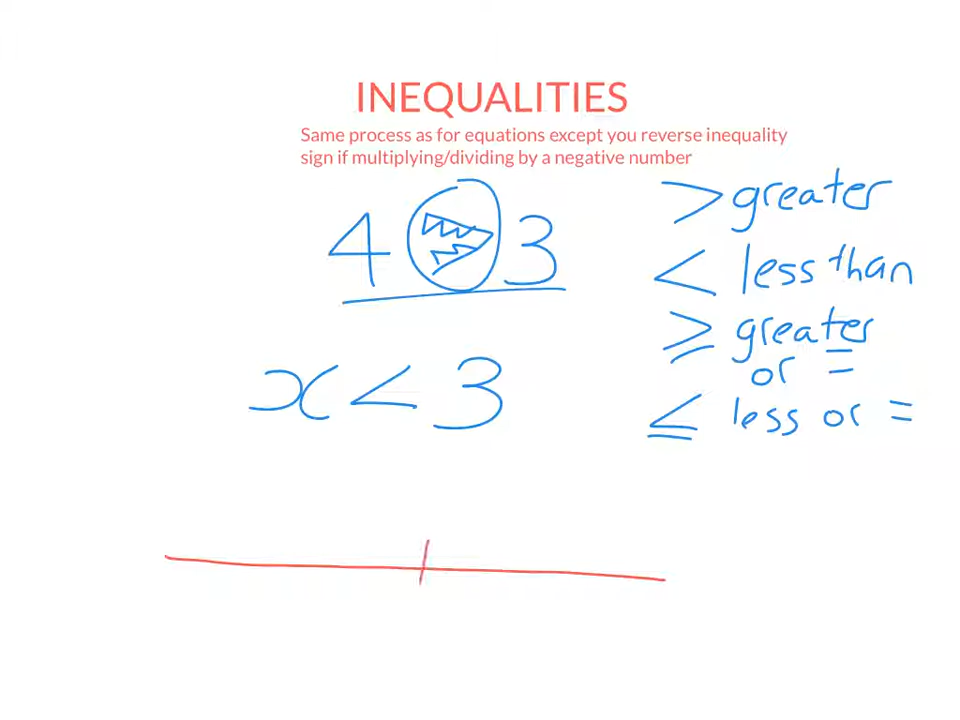 INEQUALITIES
Same process as for equations except you reverse inequality
sign if multiplying/dividing by a negative number
4 > 3
x < 3
> greater
< less than
≥ greater
or =
≤ less or =